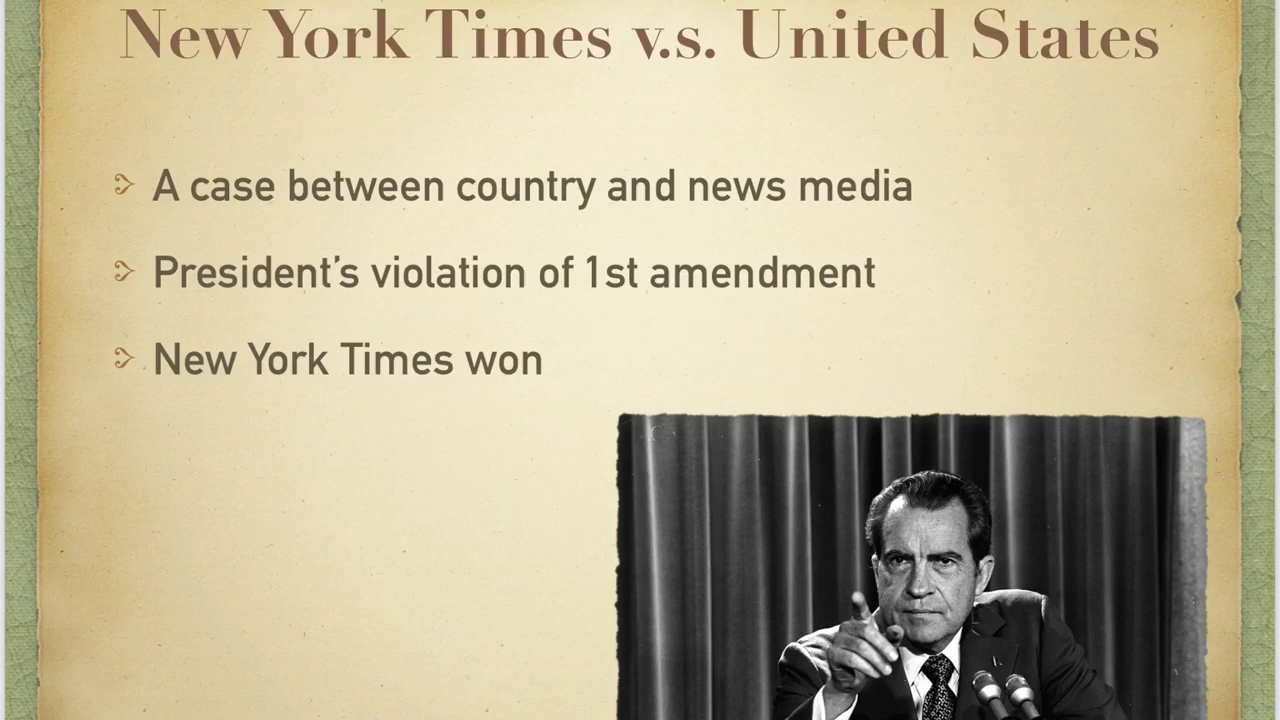 New York Times v.s. United States
A case between country and news media
President’s violation of 1st amendment
New York Times won